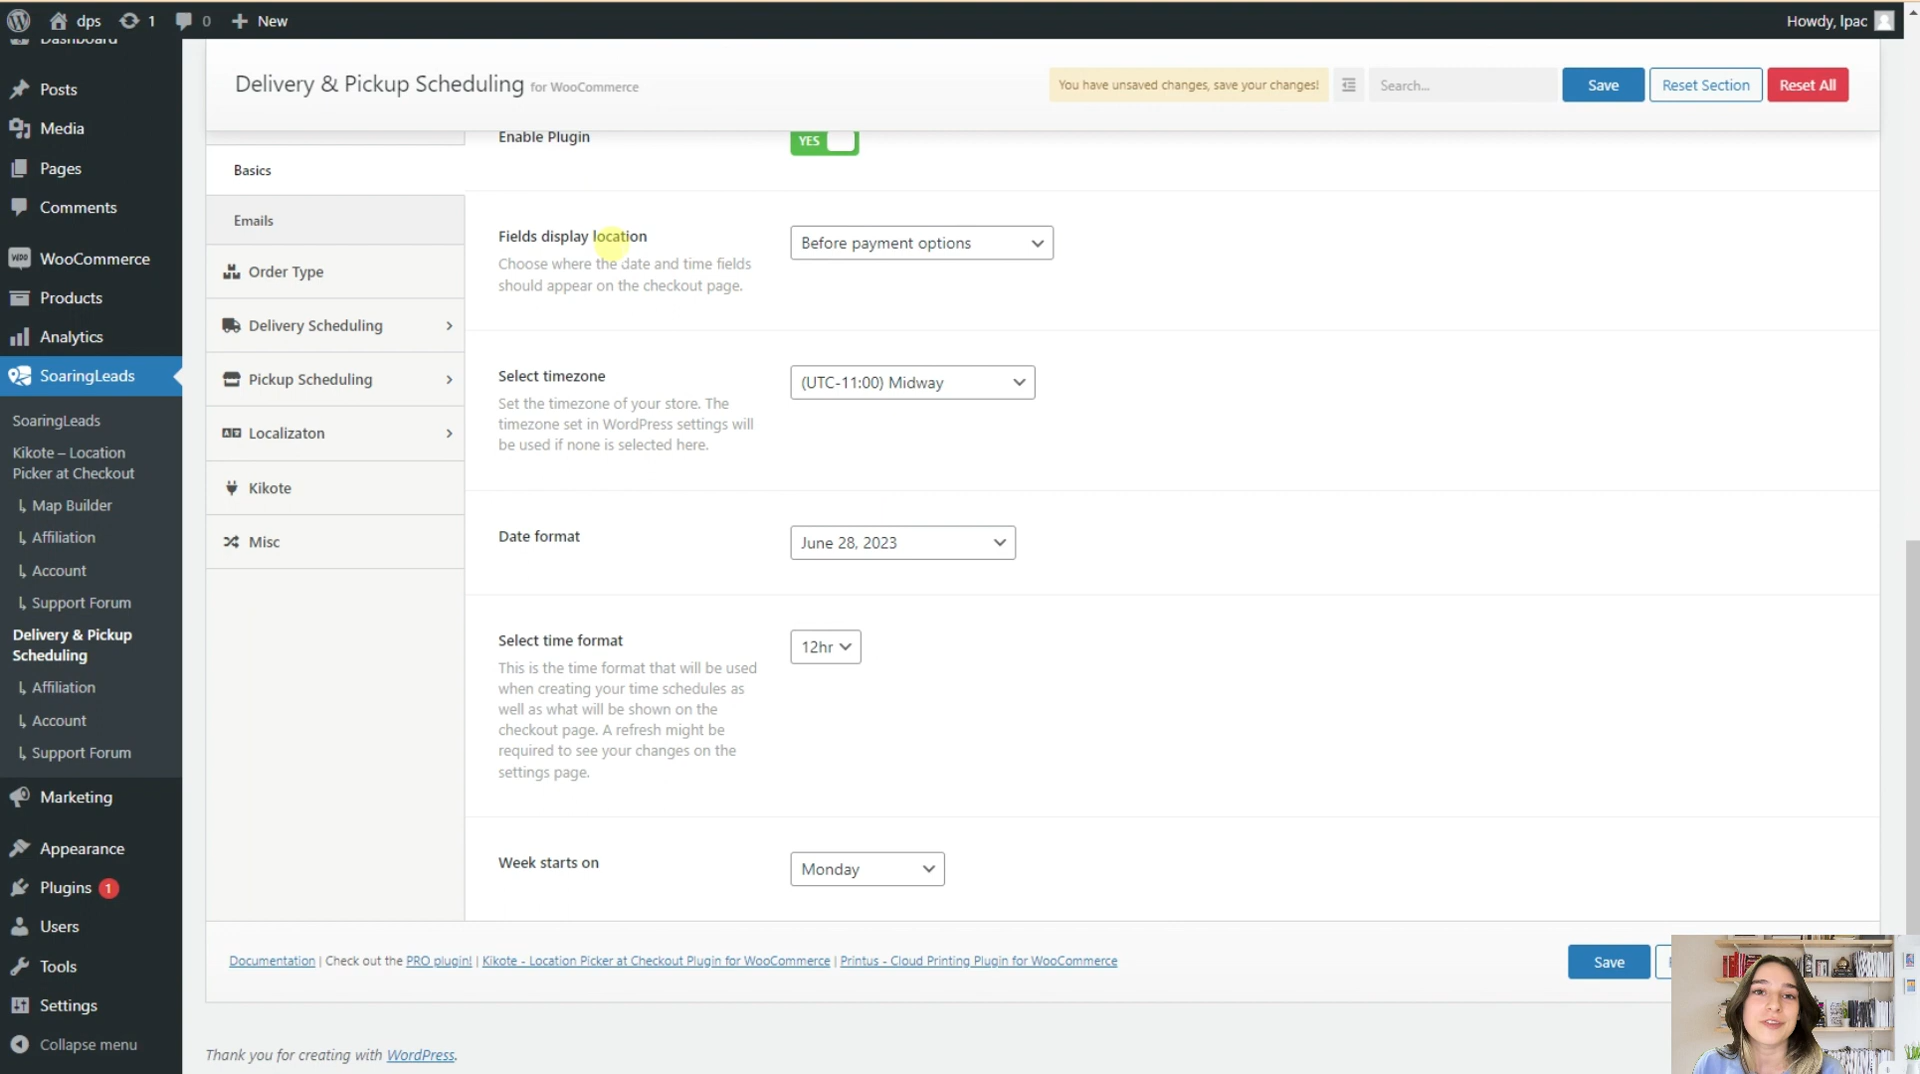 dps
1
0
New
Howdy, lpac
Dashboard
Posts
Media
Pages
Comments
WooCommerce
Products
Analytics
SoaringLeads
SoaringLeads
Kikote – Location
Picker at Checkout
↳ Map Builder
↳ Affiliation
↳ Account
↳ Support Forum
Delivery & Pickup
Scheduling
↳ Affiliation
↳ Account
↳ Support Forum
Marketing
Appearance
Plugins 1
Users
Tools
Settings
Collapse menu
Delivery & Pickup Scheduling for WooCommerce
You have unsaved changes, save your changes!
Search...
Save
Reset Section
Reset All
Basics
Emails
Order Type
Delivery Scheduling
Pickup Scheduling
Localizaton
Kikote
Misc
Enable Plugin
YES
Fields display location
Choose where the date and time fields
should appear on the checkout page.
Before payment options
Select timezone
Set the timezone of your store. The
timezone set in WordPress settings will
be used if none is selected here.
(UTC-11:00) Midway
Date format
June 28, 2023
Select time format
This is the time format that will be used
when creating your time schedules as
well as what will be shown on the
checkout page. A refresh might be
required to see your changes on the
settings page.
12hr
Week starts on
Monday
Documentation | Check out the PRO plugin! | Kikote - Location Picker at Checkout Plugin for WooCommerce | Printus - Cloud Printing Plugin for WooCommerce
Save
Thank you for creating with WordPress.